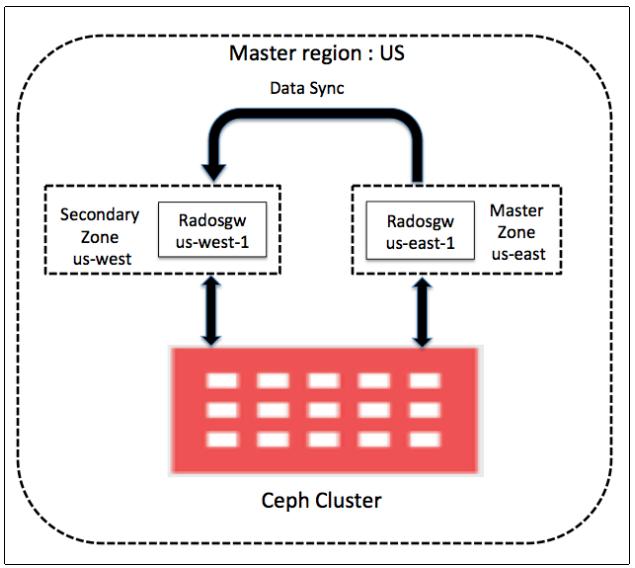 Master region : US
Data Sync
Secondary
Zone
us-west
Radosgw
us-west-1
Radosgw
us-east-1
Master
Zone
us-east
Ceph Cluster